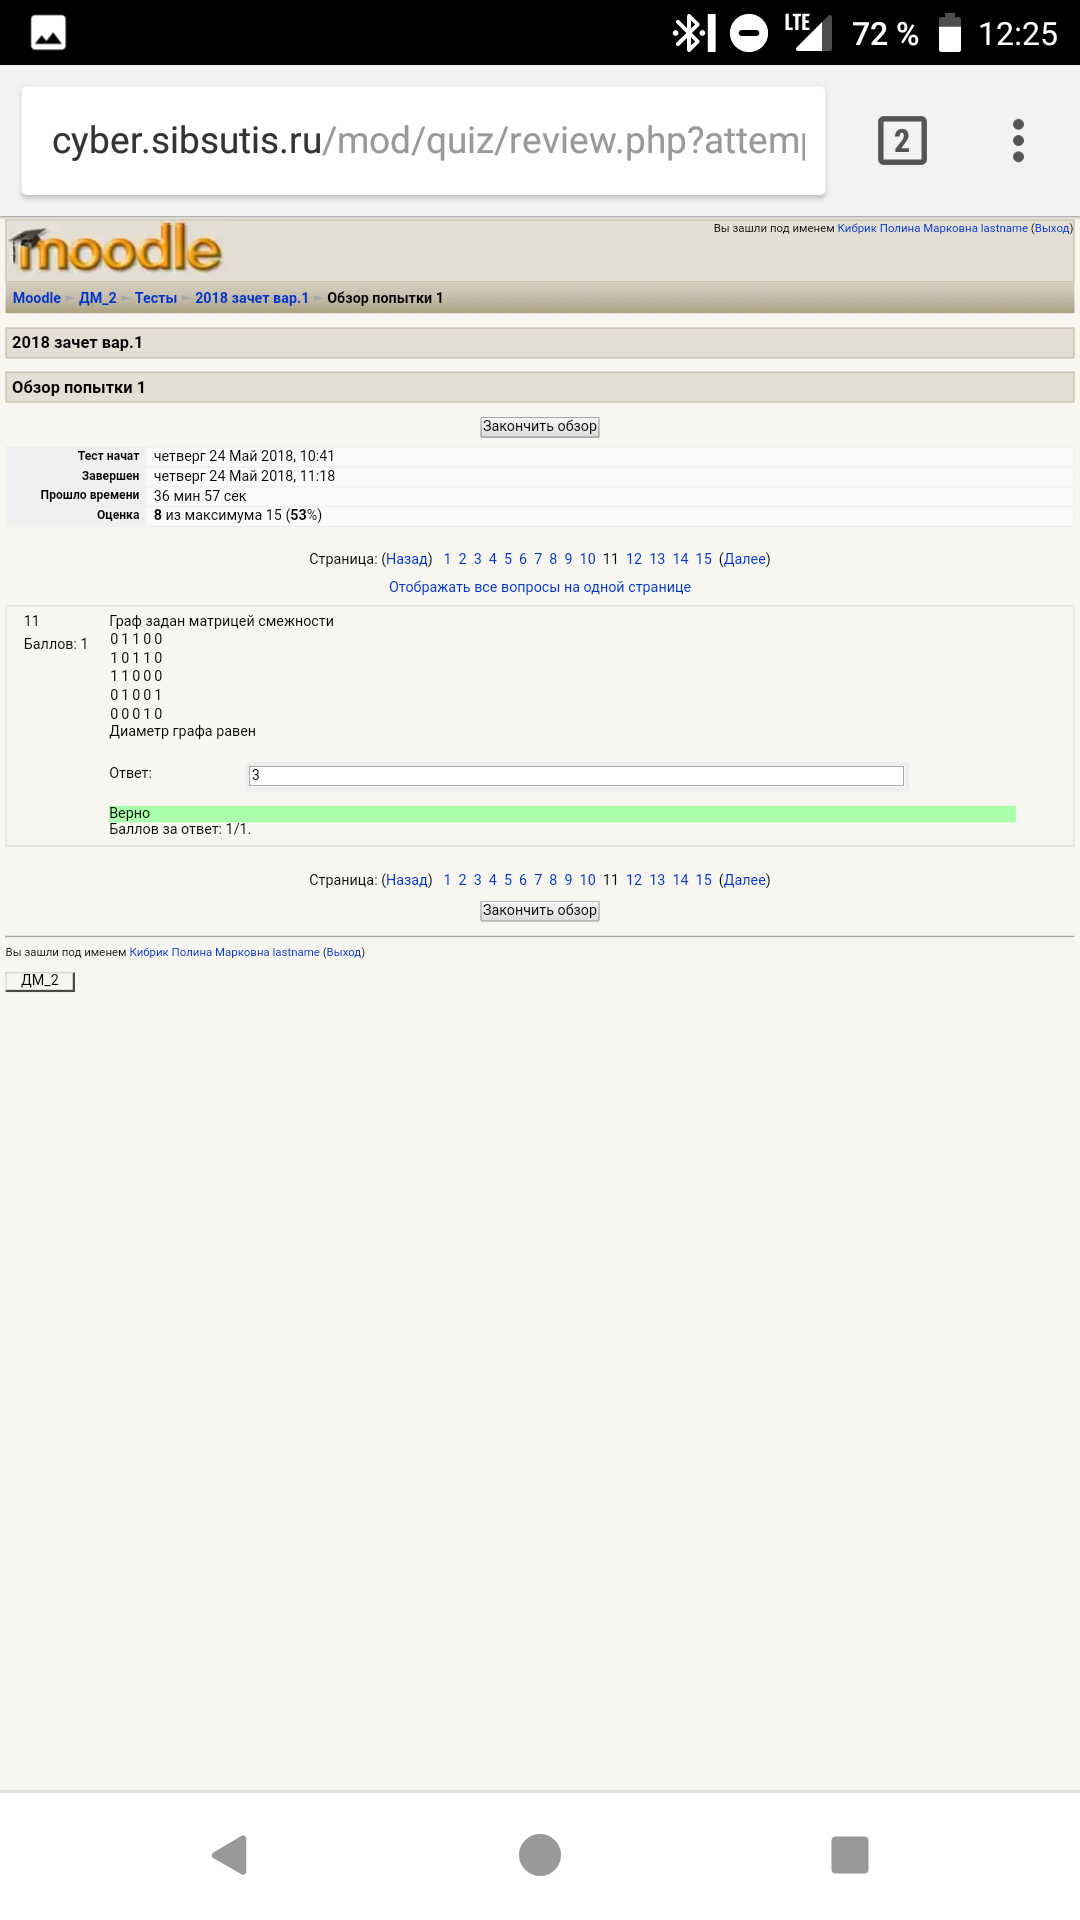 LTE 72 % 12:25
cyber.sibsutis.ru/mod/quiz/review.php?attem
2
moodle
Вы зашли под именем Кибрик Полина Марковна lastname (Выход)
Moodle ► ДМ_2 ► Тесты ► 2018 зачет вар.1 ► Обзор попытки 1
2018 зачет вар.1
Обзор попытки 1
Закончить обзор
Тест начат четверг 24 Май 2018, 10:41
Завершен четверг 24 Май 2018, 11:18
Прошло времени 36 мин 57 сек
Оценка 8 из максимума 15 (53%)
Страница: (Назад) 1 2 3 4 5 6 7 8 9 10 11 12 13 14 15 (Далее)
Отображать все вопросы на одной странице
11
Баллов: 1
Граф задан матрицей смежности
0 1 1 0 0
1 0 1 1 0
1 1 0 0 0
0 1 0 0 1
0 0 0 1 0
Диаметр графа равен
Ответ: 3
Верно
Баллов за ответ: 1/1.
Страница: (Назад) 1 2 3 4 5 6 7 8 9 10 11 12 13 14 15 (Далее)
Закончить обзор
Вы зашли под именем Кибрик Полина Марковна lastname (Выход)
ДМ_2